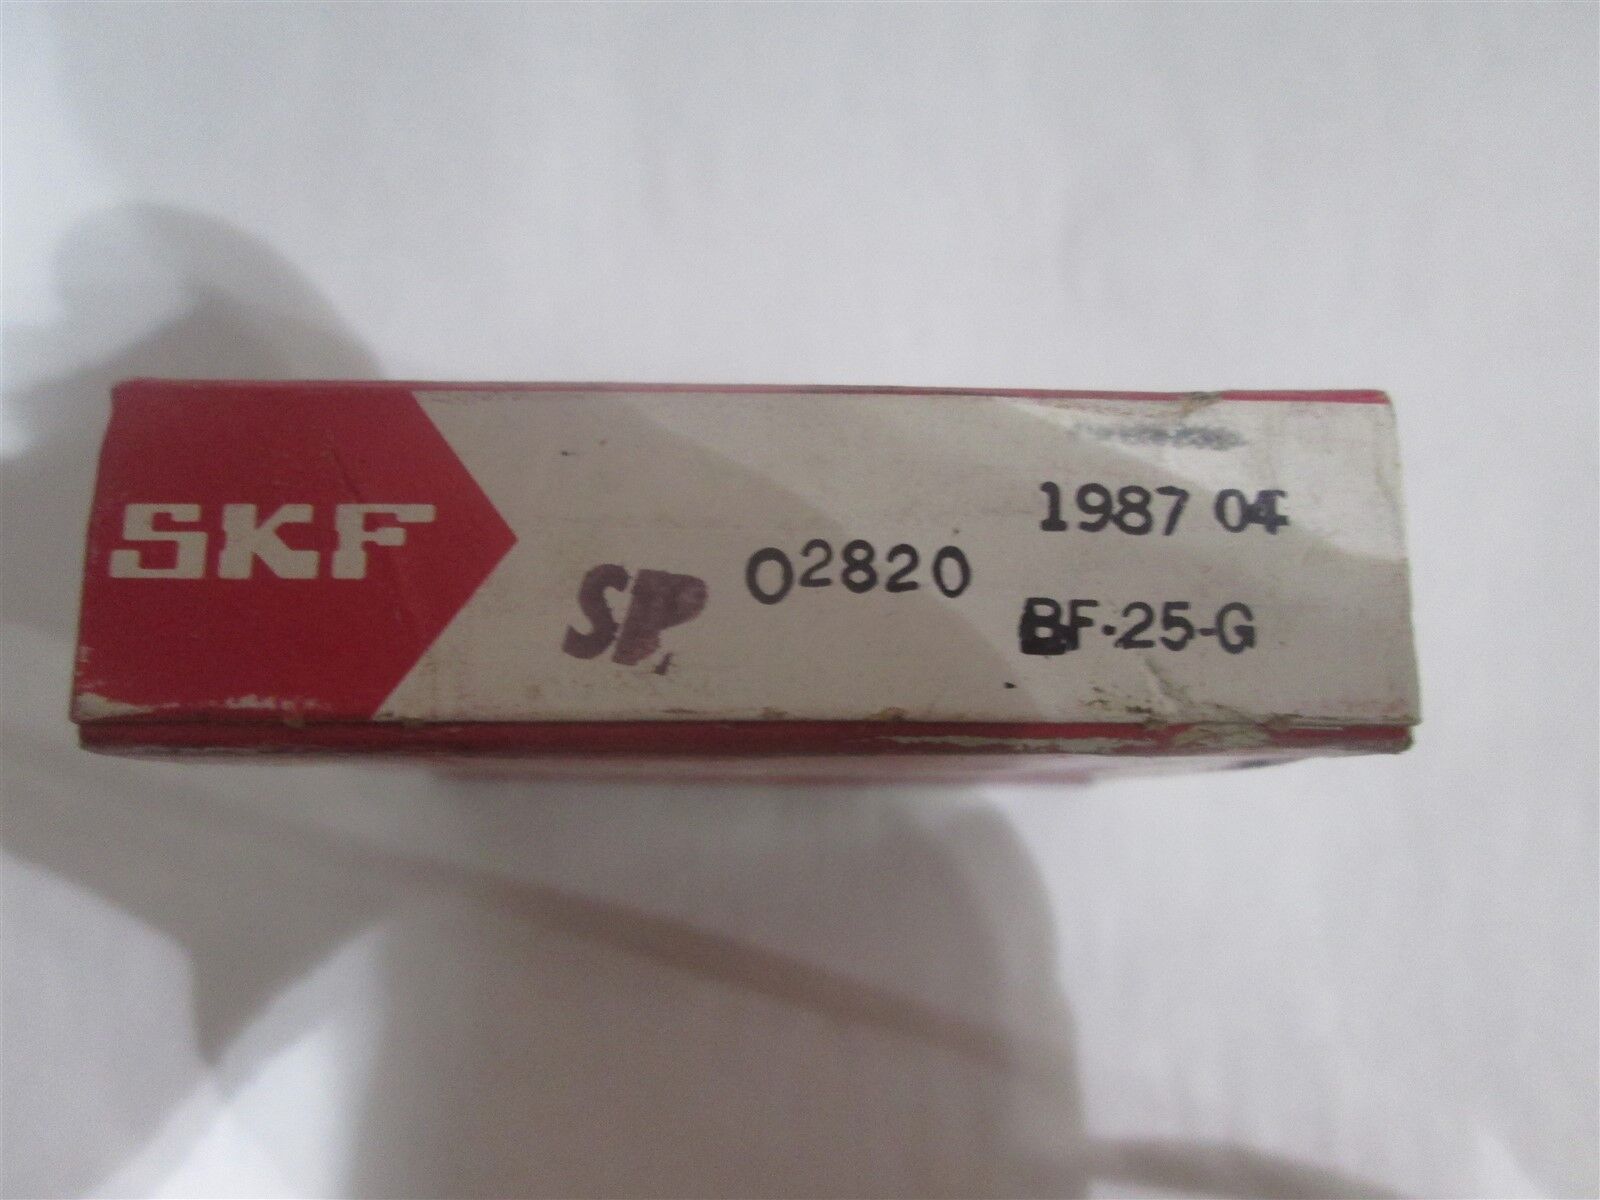 SKF
SP.
02820
1987 04
BF-25-G